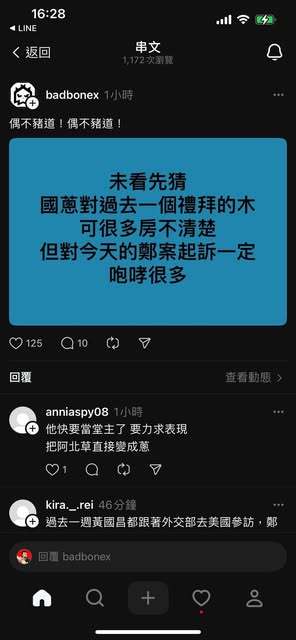 16:28
LINE
返回
串文
1,172 次瀏覽
badbonex 1小時
偶不豬道！偶不豬道！
未看先猜
國蔥對過去一個禮拜的木
可很多房不清楚
但對今天的鄭案起訴一定
咆哮很多
125
10
回覆
查看動態
anniaspy08 1小時
他快要當堂主了 要力求表現
把阿北草直接變成蔥
1
kira._.rei 46分鐘
過去一週黃國昌都跟著外交部去美國參訪，鄭
回覆 badbonex